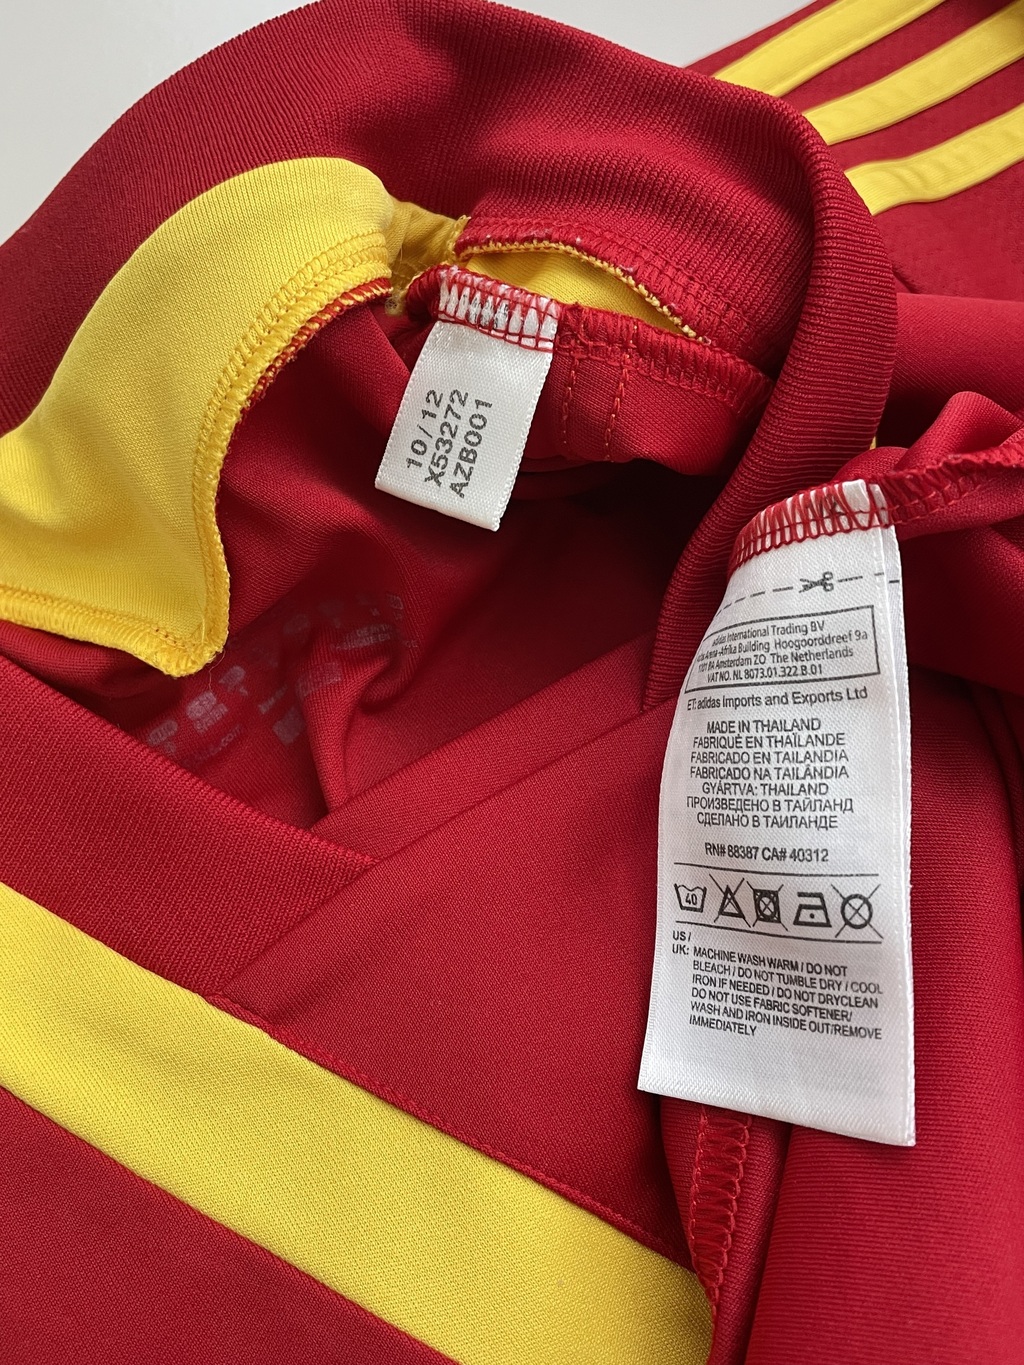 10/12
X53272
AZB001
adidas International Trading BV
Arena-Afrika Building Hoogoorddreef 9a
1101 BA Amsterdam ZO The Netherlands
VAT NO. NL 8073.01.322.B.01
ET: adidas Imports and Exports Ltd
MADE IN THAILAND
FABRIQUÉ EN THAÏLANDE
FABRICADO EN TAILANDIA
FABRICADO NA TAILÂNDIA
GYÁRTVA: THAILAND
ПРОИЗВЕДЕНО В ТАЙЛАНД
СДЕЛАНО В ТАИЛАНДЕ
RN# 88387 CA# 40312
40
US /
UK: MACHINE WASH WARM / DO NOT
BLEACH / DO NOT TUMBLE DRY / COOL
IRON IF NEEDED / DO NOT DRYCLEAN
DO NOT USE FABRIC SOFTENER/
WASH AND IRON INSIDE OUT/REMOVE
IMMEDIATELY